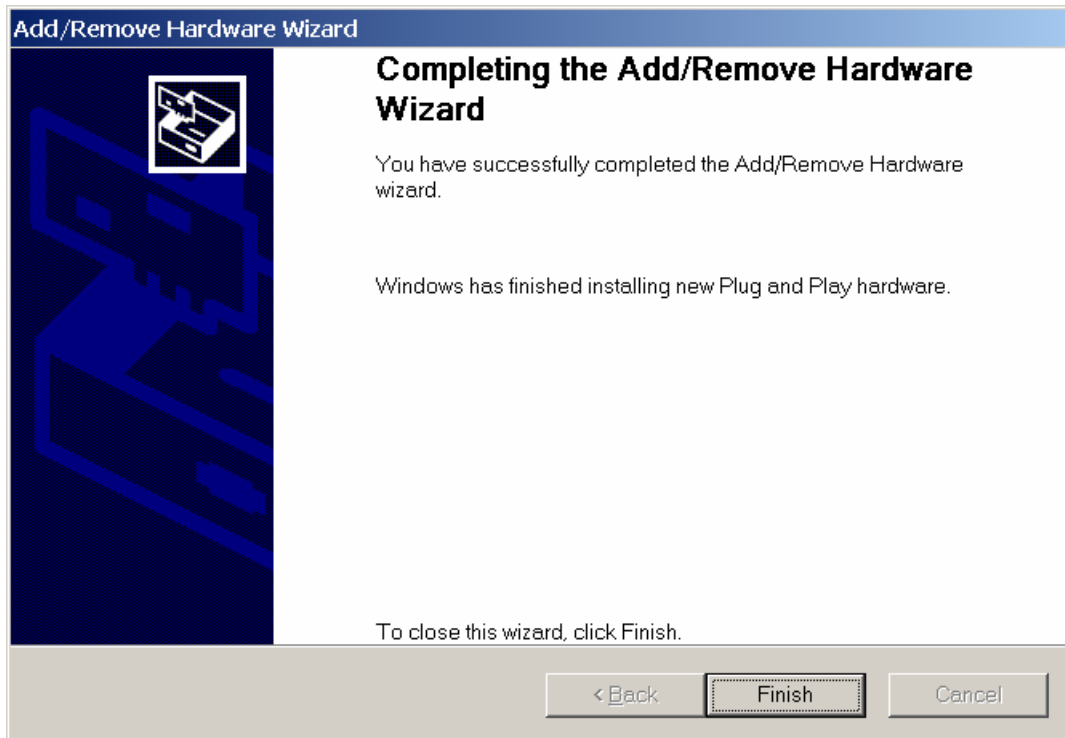 Add/Remove Hardware Wizard
Completing the Add/Remove Hardware
Wizard
You have successfully completed the Add/Remove Hardware
wizard.
Windows has finished installing new Plug and Play hardware.
To close this wizard, click Finish.
< Back Finish Cancel